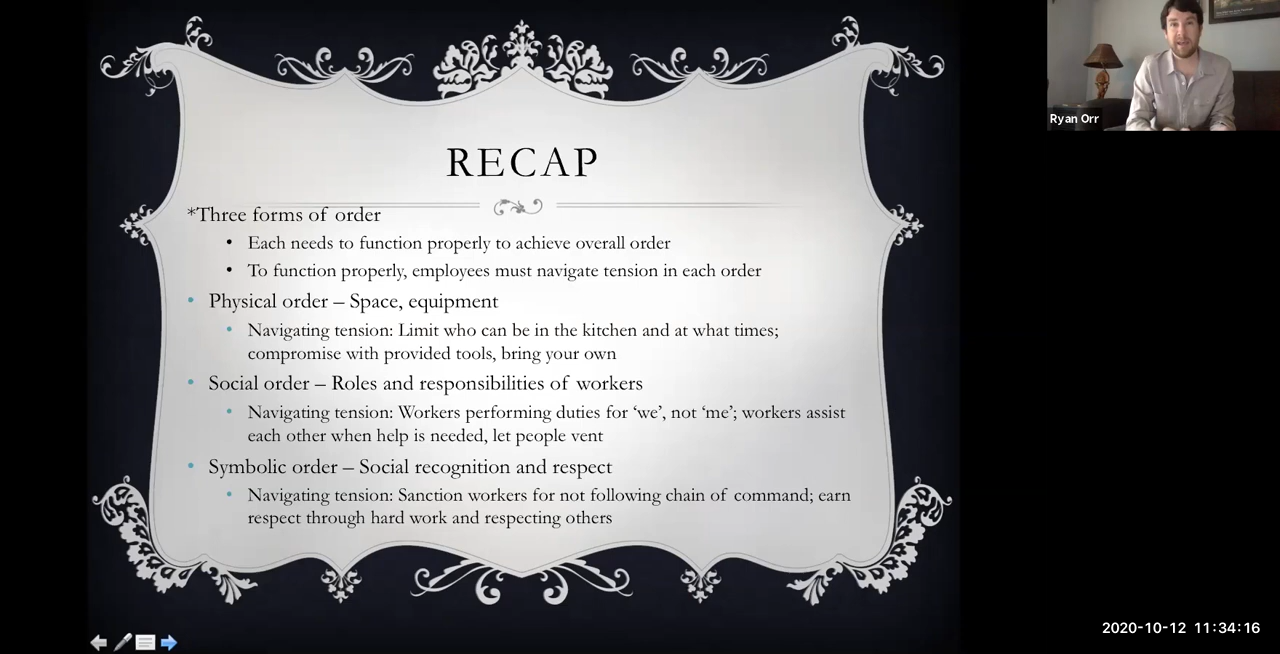 RECAP
*Three forms of order
• Each needs to function properly to achieve overall order
• To function properly, employees must navigate tension in each order
• Physical order – Space, equipment
• Navigating tension: Limit who can be in the kitchen and at what times;
compromise with provided tools, bring your own
• Social order – Roles and responsibilities of workers
• Navigating tension: Workers performing duties for ‘we’, not ‘me’; workers assist
each other when help is needed, let people vent
• Symbolic order – Social recognition and respect
• Navigating tension: Sanction workers for not following chain of command; earn
respect through hard work and respecting others
Ryan Orr
2020-10-12 11:34:16